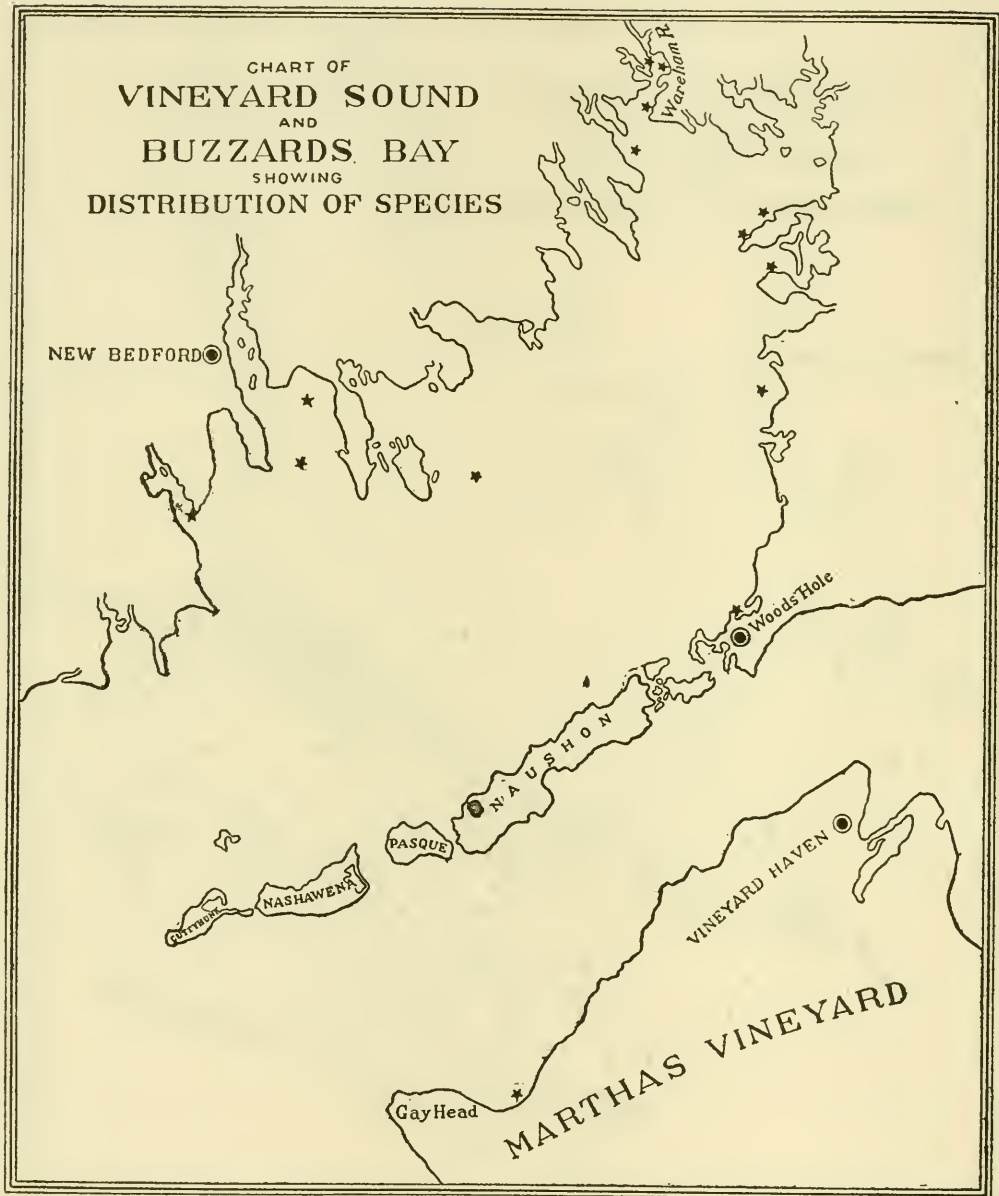 CHART OF
VINEYARD SOUND
AND
BUZZARDS BAY
SHOWING
DISTRIBUTION OF SPECIES
Wareham R.
NEW BEDFORD
Woods Hole
NAUSHON
PASQUE
NASHAWENA
CUTTYHUNK
VINEYARD HAVEN
MARTHAS VINEYARD
Gay Head